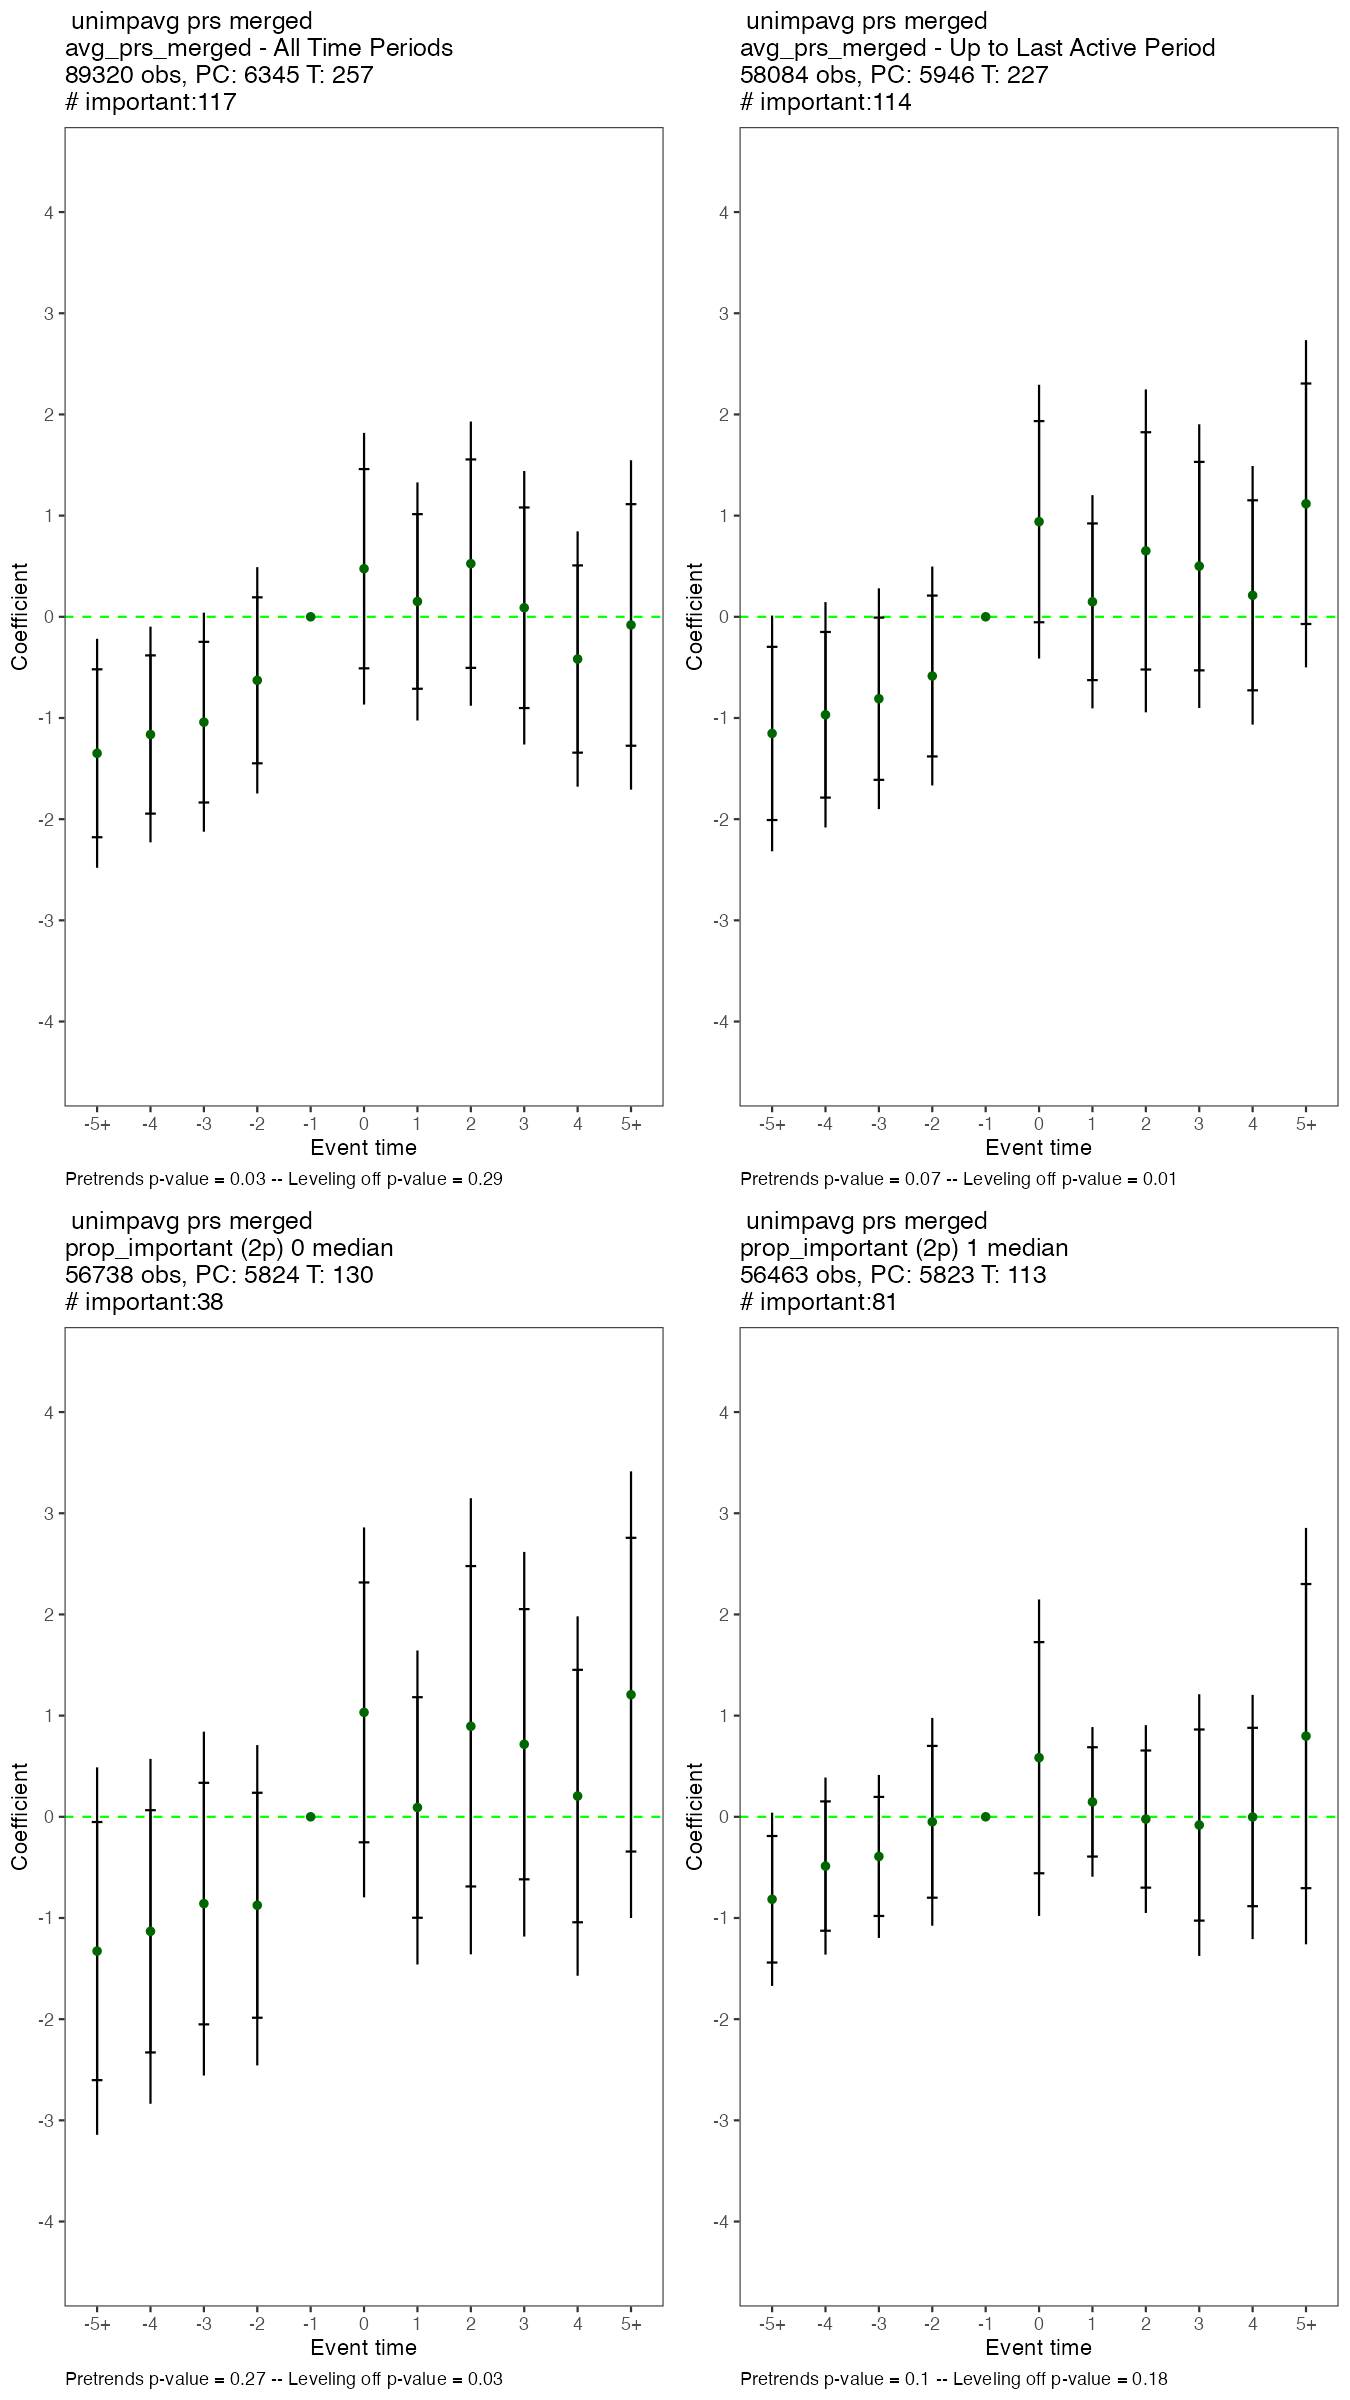 unimpavg prs merged
avg_prs_merged - All Time Periods
89320 obs, PC: 6345 T: 257
# important:117
4
3
2
1
0
-1
-2
-3
-4
Coefficient
-5+ -4 -3 -2 -1 0 1 2 3 4 5+
Event time
Pretrends p-value = 0.03 -- Leveling off p-value = 0.29
unimpavg prs merged
avg_prs_merged - Up to Last Active Period
58084 obs, PC: 5946 T: 227
# important:114
4
3
2
1
0
-1
-2
-3
-4
Coefficient
-5+ -4 -3 -2 -1 0 1 2 3 4 5+
Event time
Pretrends p-value = 0.07 -- Leveling off p-value = 0.01
unimpavg prs merged
prop_important (2p) 0 median
56738 obs, PC: 5824 T: 130
# important:38
4
3
2
1
0
-1
-2
-3
-4
Coefficient
-5+ -4 -3 -2 -1 0 1 2 3 4 5+
Event time
Pretrends p-value = 0.27 -- Leveling off p-value = 0.03
unimpavg prs merged
prop_important (2p) 1 median
56463 obs, PC: 5823 T: 113
# important:81
4
3
2
1
0
-1
-2
-3
-4
Coefficient
-5+ -4 -3 -2 -1 0 1 2 3 4 5+
Event time
Pretrends p-value = 0.1 -- Leveling off p-value = 0.18